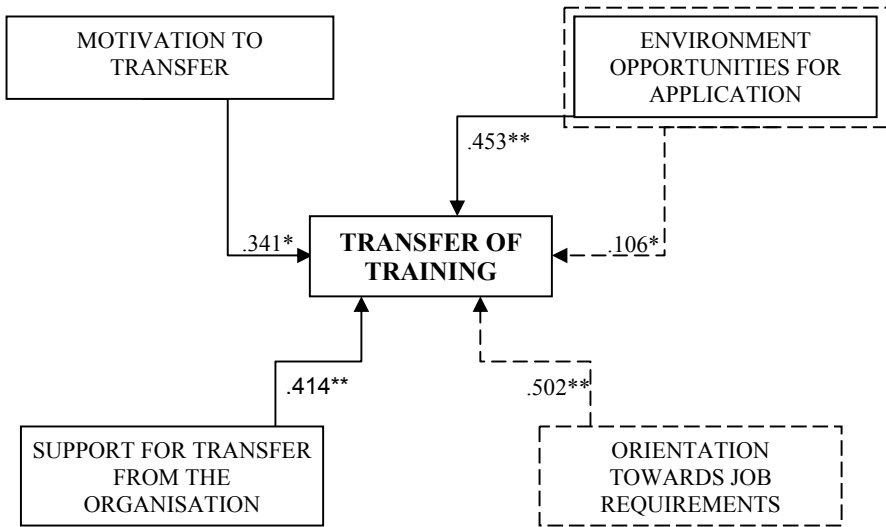 MOTIVATION TO
TRANSFER
ENVIRONMENT
OPPORTUNITIES FOR
APPLICATION
.453**
.341*
TRANSFER OF
TRAINING
.106*
.414**
.502**
SUPPORT FOR TRANSFER
FROM THE
ORGANISATION
ORIENTATION
TOWARDS JOB
REQUIREMENTS